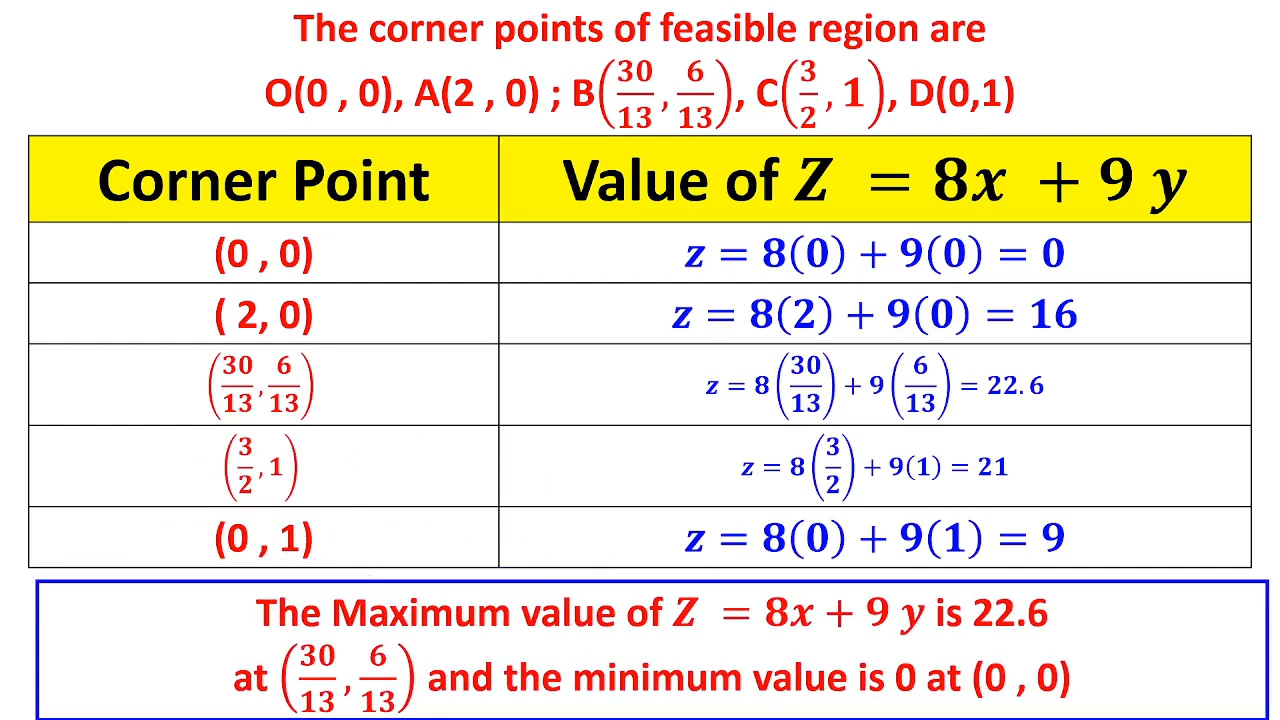 The corner points of feasible region are
O(0 , 0), A(2 , 0) ; B(30/13 , 6/13), C(3/2 , 1), D(0,1)
Corner Point Value of Z = 8x + 9 y
(0 , 0) z = 8(0) + 9(0) = 0
( 2, 0) z = 8(2) + 9(0) = 16
(30/13 , 6/13) z = 8(30/13) + 9(6/13) = 22.6
(3/2 , 1) z = 8(3/2) + 9(1) = 21
(0 , 1) z = 8(0) + 9(1) = 9
The Maximum value of Z = 8x + 9 y is 22.6
at (30/13 , 6/13) and the minimum value is 0 at (0 , 0)